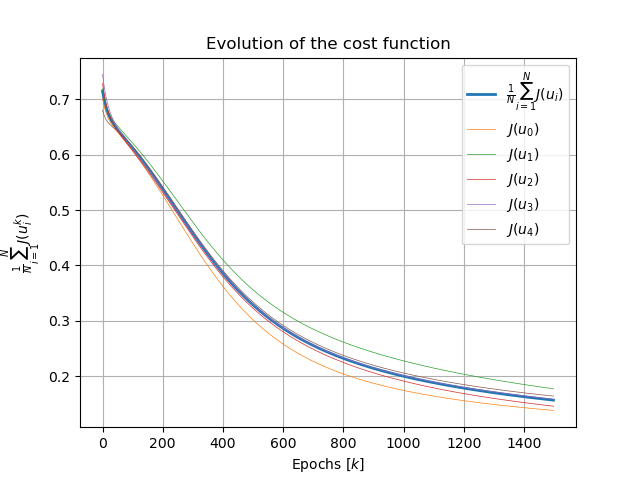 Evolution of the cost function
$\frac{1}{N}\sum_{i=1}^{N} J(u_i)$
$J(u_0)$
$J(u_1)$
$J(u_2)$
$J(u_3)$
$J(u_4)$
$\frac{1}{N}\sum_{i=1}^{N} J(u_i^k)$
0.7
0.6
0.5
0.4
0.3
0.2
0 200 400 600 800 1000 1200 1400
Epochs [$k$]